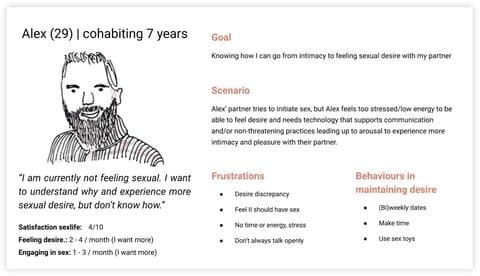 Alex (29) | cohabiting 7 years
“I am currently not feeling sexual. I want
to understand why and experience more
sexual desire, but don't know how.”
Satisfaction sexlife: 4/10
Feeling desire.: 2 - 4 / month (I want more)
Engaging in sex: 1 - 3 / month (I want more)
Goal
Knowing how I can go from intimacy to feeling sexual desire with my partner
Scenario
Alex' partner tries to initiate sex, but Alex feels too stressed/low energy to be
able to feel desire and needs technology that supports communication
and/or non-threatening practices leading up to arousal to experience more
intimacy and pleasure with their partner.
Frustrations
● Desire discrepancy
● Feel II should have sex
● No time or energy, stress
● Don't always talk openly
Behaviours in
maintaining desire
● (Bi)weekly dates
● Make time
● Use sex toys